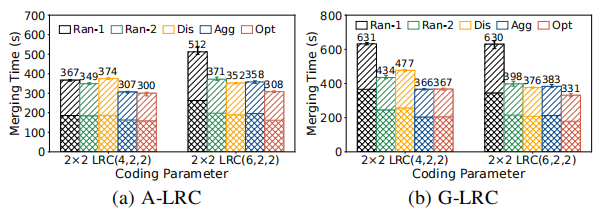 700
600
500
400
300
200
100
0
Merging Time (s)
Ran-1 Ran-2 Dis Agg Opt
367 349 374 307 300
512 371 352 358 308
2×2 LRC(4,2,2) 2×2 LRC(6,2,2)
Coding Parameter
(a) A-LRC
800
600
400
200
0
Merging Time (s)
Ran-1 Ran-2 Dis Agg Opt
631 434 477 366 367
630 398 376 383 331
2×2 LRC(4,2,2) 2×2 LRC(6,2,2)
Coding Parameter
(b) G-LRC